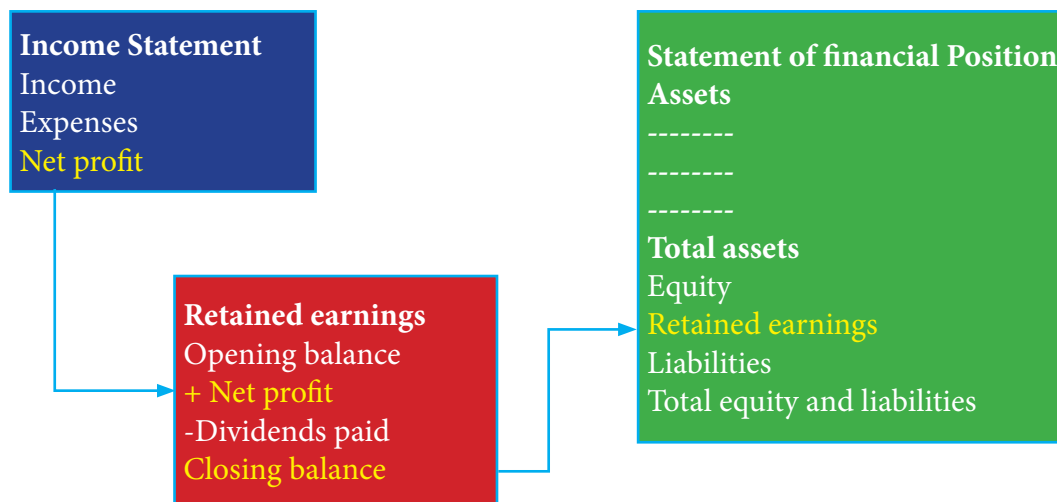 Income Statement
Income
Expenses
Net profit
Retained earnings
Opening balance
+ Net profit
-Dividends paid
Closing balance
Statement of financial Position
Assets
--------
--------
--------
Total assets
Equity
Retained earnings
Liabilities
Total equity and liabilities